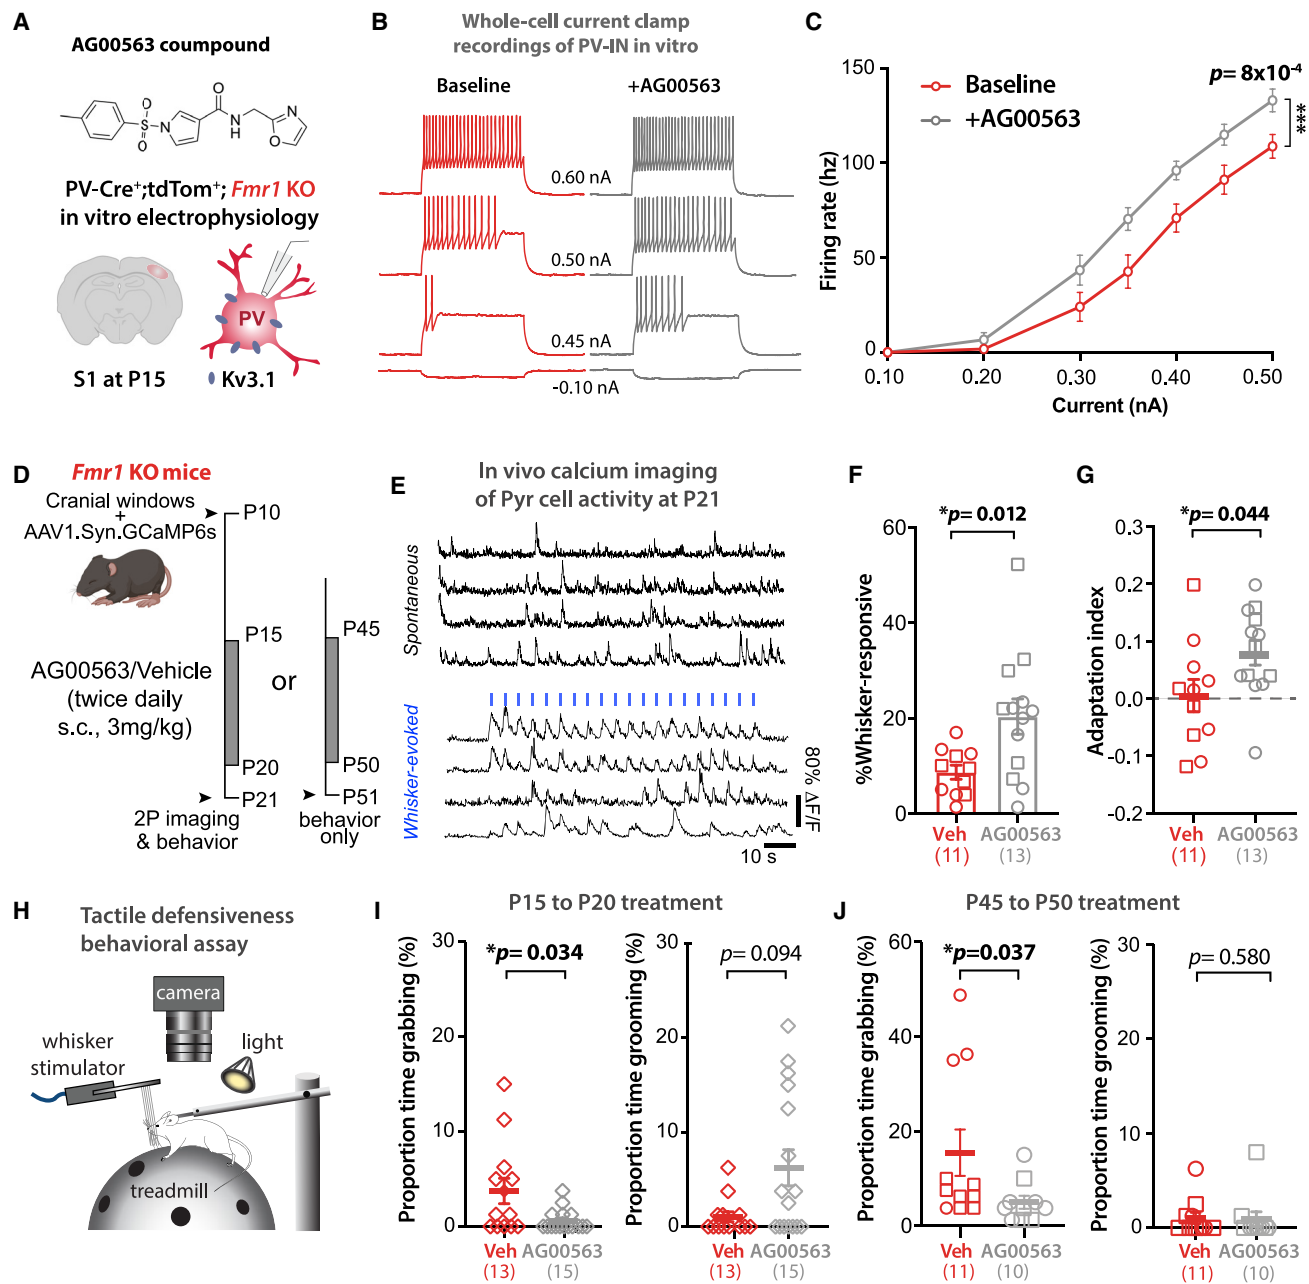 A
AG00563 coumpound
O
O
S
O
N
O
N
H
N
O
PV-Cre+;tdTom+; Fmr1 KO
in vitro electrophysiology
PV
S1 at P15
Kv3.1
B
Whole-cell current clamp
recordings of PV-IN in vitro
Baseline
+AG00563
0.60 nA
0.50 nA
0.45 nA
-0.10 nA
C
p= 8x10-4
***
Baseline
+AG00563
Firing rate (hz)
150
100
50
0
0.10
0.20
0.30
0.40
0.50
Current (nA)
D
Fmr1 KO mice
Cranial windows
+
AAV1.Syn.GCaMP6s
P10
P15
P45
AG00563/Vehicle
(twice daily
s.c., 3mg/kg)
or
P20
P50
P21
P51
2P imaging
& behavior
behavior
only
E
In vivo calcium imaging
of Pyr cell activity at P21
Spontaneous
Whisker-evoked
80% ΔF/F
10 s
F
*p= 0.012
%Whisker-responsive
60
40
20
0
Veh
(11)
AG00563
(13)
G
*p= 0.044
Adaptation index
0.3
0.2
0.1
0.0
-0.1
-0.2
Veh
(11)
AG00563
(13)
H
Tactile defensiveness
behavioral assay
camera
whisker
stimulator
light
treadmill
I
P15 to P20 treatment
*p= 0.034
Proportion time grabbing (%)
30
20
10
0
Veh
(13)
AG00563
(15)
p= 0.094
Proportion time grooming (%)
30
20
10
0
Veh
(13)
AG00563
(15)
J
P45 to P50 treatment
*p= 0.037
Proportion time grabbing (%)
60
40
20
0
Veh
(11)
AG00563
(10)
p= 0.580
Proportion time grooming (%)
30
20
10
0
Veh
(11)
AG00563
(10)